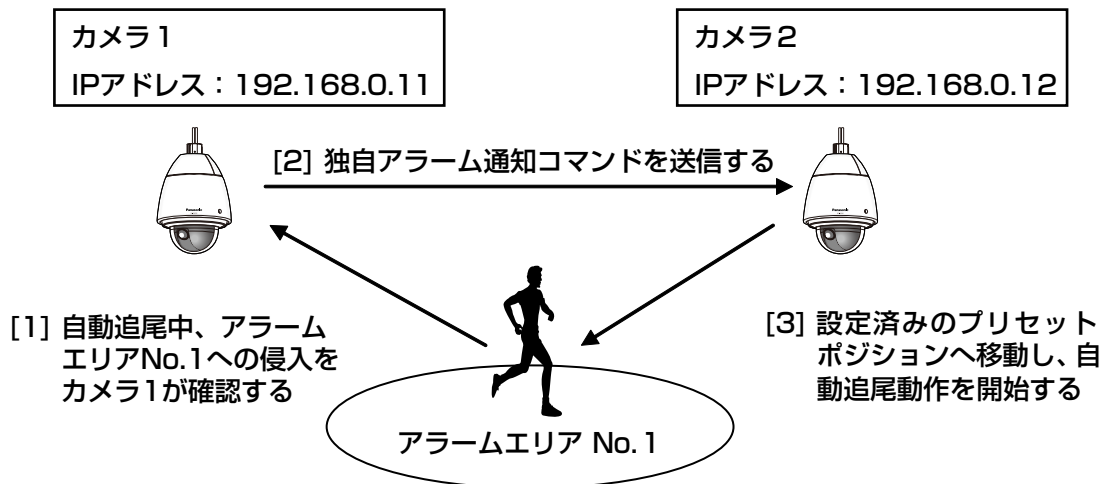 カメラ1
IPアドレス：192.168.0.11
カメラ2
IPアドレス：192.168.0.12
[2] 独自アラーム通知コマンドを送信する
Panasonic
Panasonic
[1] 自動追尾中、アラーム
エリアNo.1への侵入を
カメラ1が確認する
[3] 設定済みのプリセット
ポジションへ移動し、自
動追尾動作を開始する
アラームエリア No.1